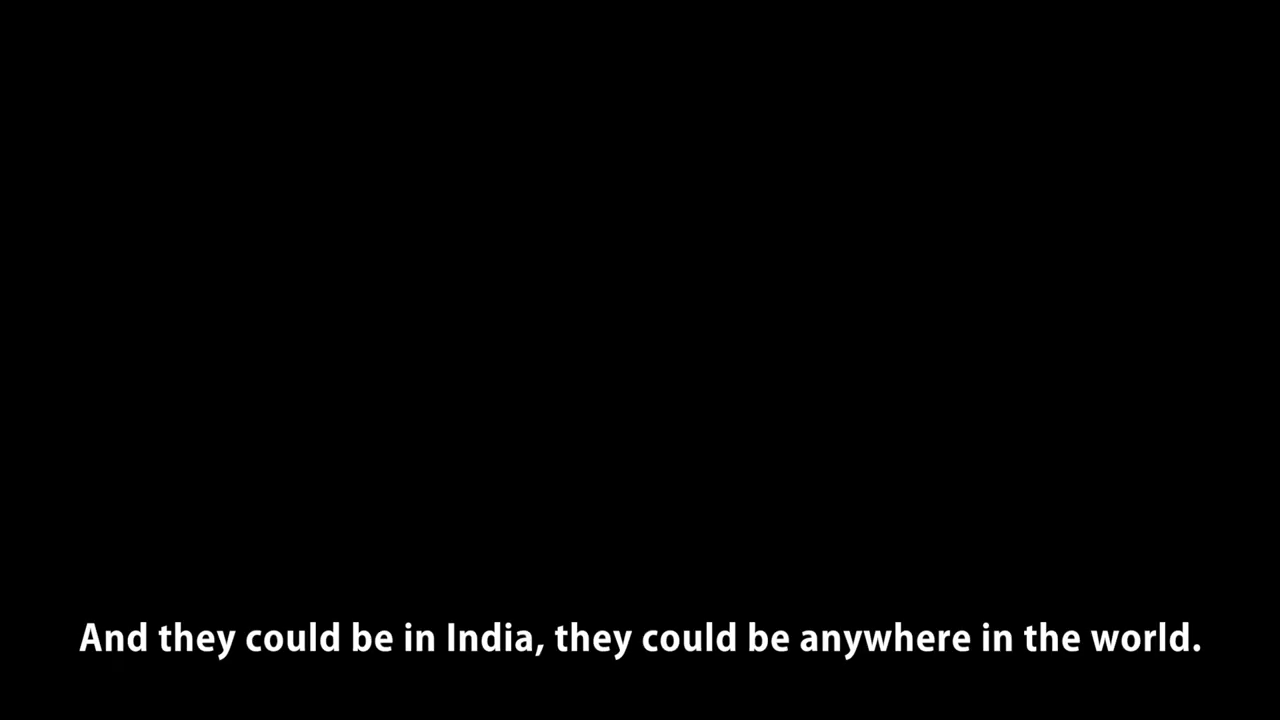 And they could be in India, they could be anywhere in the world.